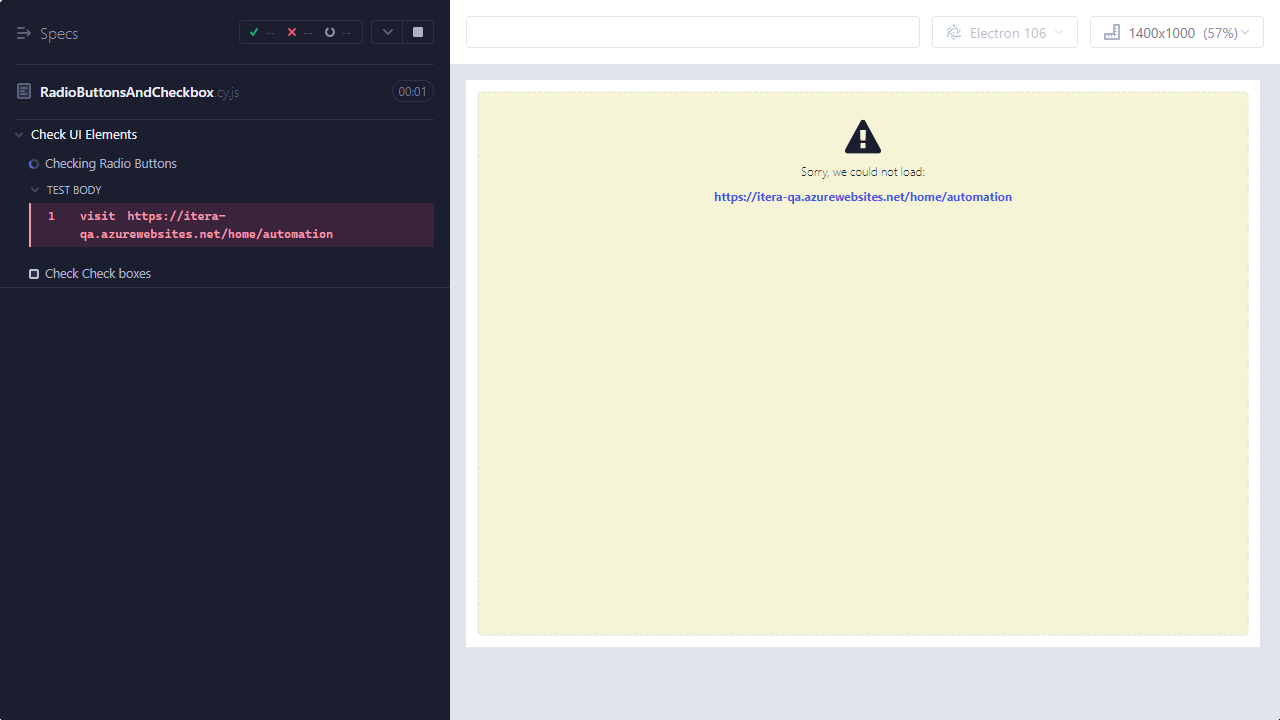 Specs
-- -- --
Electron 106
1400x1000 (57%)
RadioButtonsAndCheckbox.cy.js
00:01
Check UI Elements
Checking Radio Buttons
TEST BODY
1 visit https://itera-
qa.azurewebsites.net/home/automation
Check Check boxes
Sorry, we could not load:
https://itera-qa.azurewebsites.net/home/automation